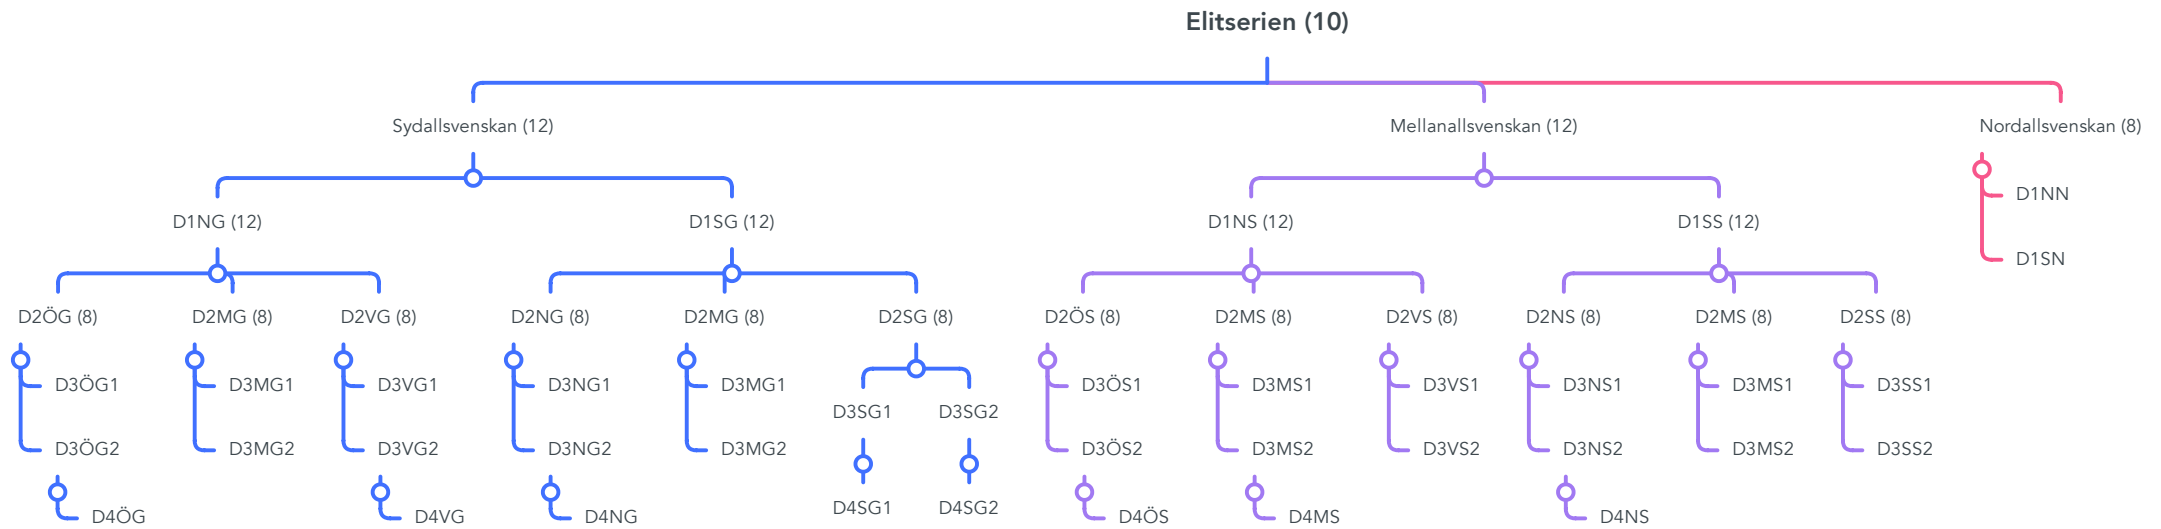 Elitserien (10)
Sydallsvenskan (12)
Mellanallsvenskan (12)
Nordallsvenskan (8)
D1NN
D1SN
D1NG (12)
D1SG (12)
D1NS (12)
D1SS (12)
D2ÖG (8)
D2MG (8)
D2VG (8)
D2NG (8)
D2MG (8)
D2SG (8)
D2ÖS (8)
D2MS (8)
D2VS (8)
D2NS (8)
D2MS (8)
D2SS (8)
D3ÖG1
D3MG1
D3VG1
D3NG1
D3MG1
D3SG1
D3SG2
D3ÖS1
D3MS1
D3VS1
D3NS1
D3MS1
D3SS1
D3ÖG2
D3MG2
D3VG2
D3NG2
D3MG2
D3ÖS2
D3MS2
D3VS2
D3NS2
D3MS2
D3SS2
D4ÖG
D4VG
D4NG
D4SG1
D4SG2
D4ÖS
D4MS
D4NS